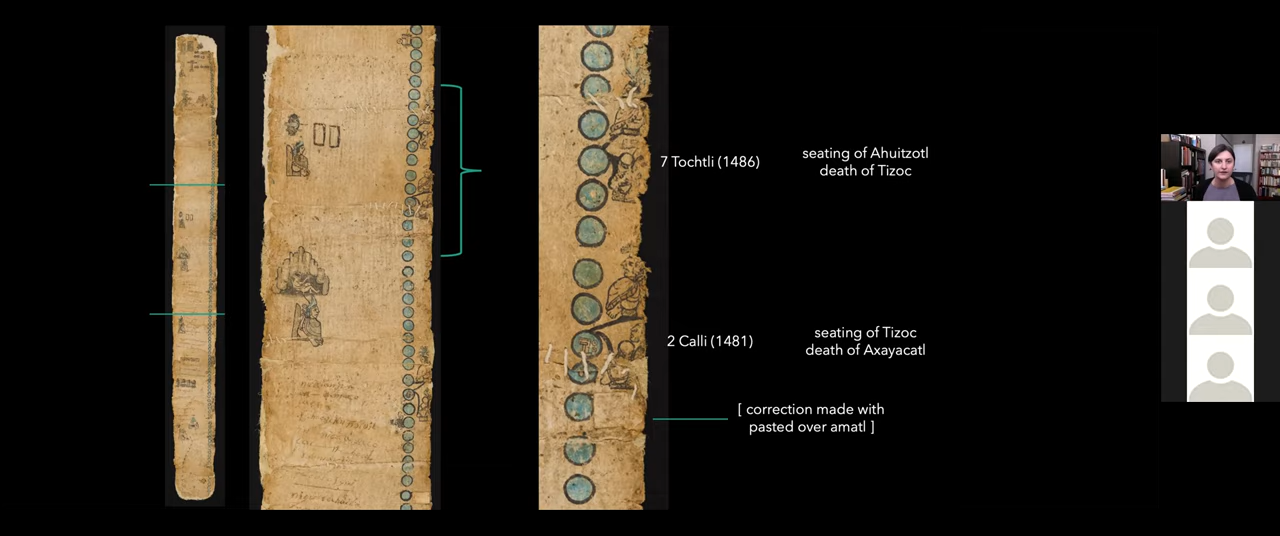 7 Tochtli (1486)
seating of Ahuitzotl
death of Tizoc
2 Calli (1481)
seating of Tizoc
death of Axayacatl
[ correction made with
pasted over amatl ]